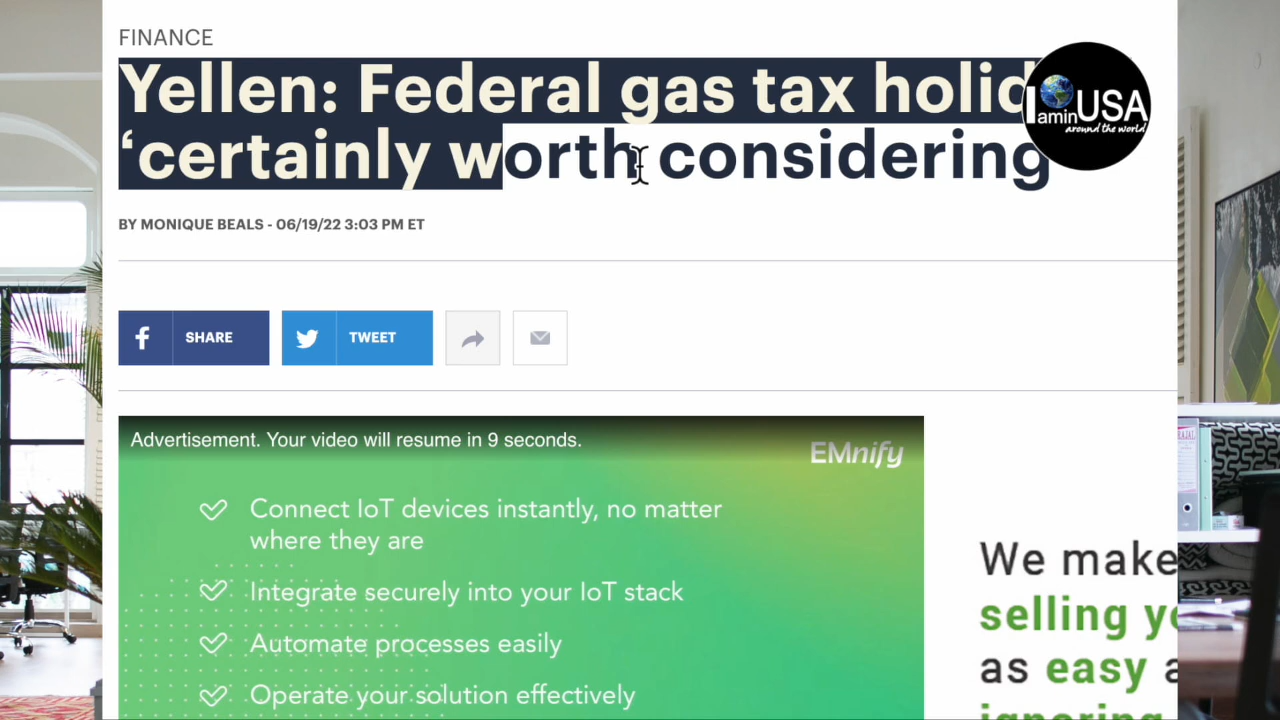 FINANCE
Yellen: Federal gas tax holid
‘certainly worth considering
BY MONIQUE BEALS - 06/19/22 3:03 PM ET
SHARE
TWEET
Advertisement. Your video will resume in 9 seconds.
EMnify
Connect IoT devices instantly, no matter
where they are
Integrate securely into your IoT stack
Automate processes easily
Operate your solution effectively
I aminUSA
around the world
We make
selling yo
as easy a
ignoring